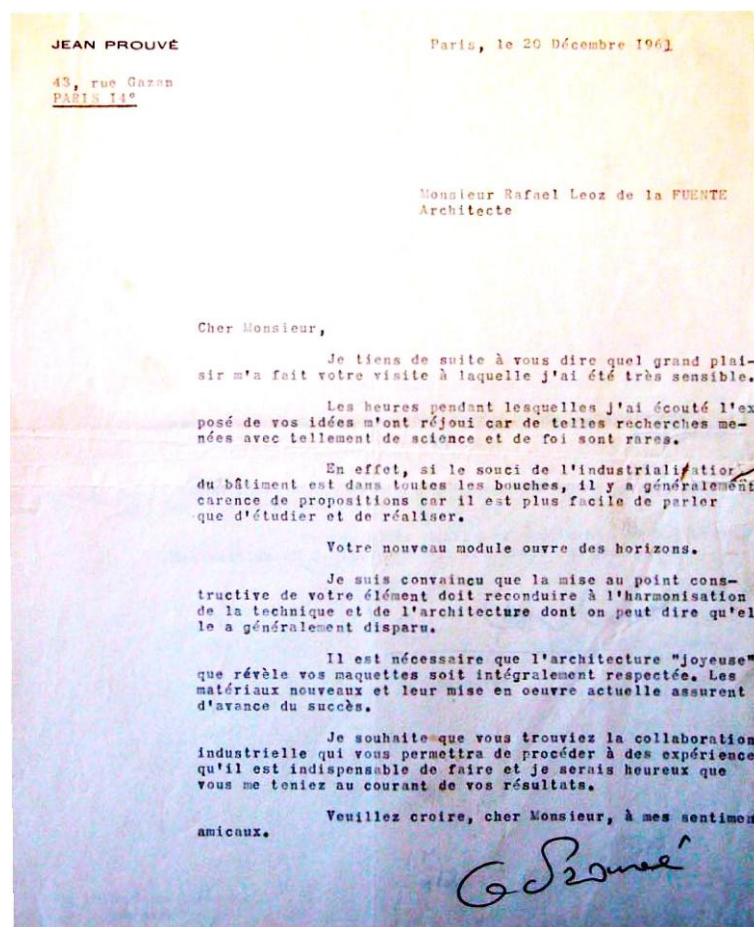 JEAN PROUVÉ
Paris, le 20 Décembre 1961
43, rue Gazan
PARIS 14°
Monsieur Rafael Leoz de la FUENTE
Architecte
Cher Monsieur,
Je tiens de suite à vous dire quel grand plai-
sir m'a fait votre visite à laquelle j'ai été très sensible.
Les heures pendant lesquelles j'ai écouté l'ex
posé de vos idées m'ont réjoui car de telles recherches me-
nées avec tellement de science et de foi sont rares.
En effet, si le souci de l'industrialisation
du bâtiment est dans toutes les bouches, il y a généralement
carence de propositions car il est plus facile de parler
que d'étudier et de réaliser.
Votre nouveau module ouvre des horizons.
Je suis convaincu que la mise au point cons-
tructive de votre élément doit reconduire à l'harmonisation
de la technique et de l'architecture dont on peut dire qu'el
le a généralement disparu.
Il est nécessaire que l'architecture "joyeuse"
que révèle vos maquettes soit intégralement respectée. Les
matériaux nouveaux et leur mise en oeuvre actuelle assurent
d'avance du succès.
Je souhaite que vous trouviez la collaboration
industrielle qui vous permettra de procéder à des expérience
qu'il est indispensable de faire et je serais heureux que
vous me teniez au courant de vos résultats.
Veuillez croire, cher Monsieur, à mes sentimen
amicaux.
Prouvé